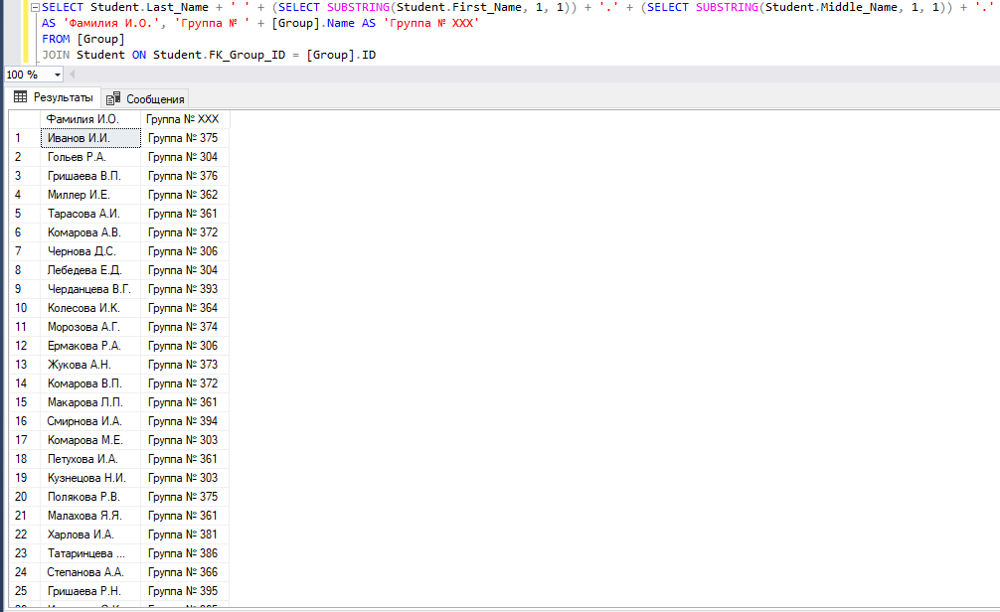 SELECT Student.Last_Name + ' ' + (SELECT SUBSTRING(Student.First_Name, 1, 1)) + '.' + (SELECT SUBSTRING(Student.Middle_Name, 1, 1)) + '.'
AS 'Фамилия И.О.', 'Группа № ' + [Group].Name AS 'Группа № XXX'
FROM [Group]
JOIN Student ON Student.FK_Group_ID = [Group].ID
100 %
Результаты Сообщения
Фамилия И.О. Группа № XXX
1 Иванов И.И. Группа № 375
2 Гольев Р.А. Группа № 304
3 Гришаева В.П. Группа № 376
4 Миллер И.Е. Группа № 362
5 Тарасова А.И. Группа № 361
6 Комарова А.В. Группа № 372
7 Чернова Д.С. Группа № 306
8 Лебедева Е.Д. Группа № 304
9 Черданцева В.Г. Группа № 393
10 Колесова И.К. Группа № 364
11 Морозова А.Г. Группа № 374
12 Ермакова Р.А. Группа № 306
13 Жукова А.Н. Группа № 373
14 Комарова В.П. Группа № 372
15 Макарова Л.П. Группа № 361
16 Смирнова И.А. Группа № 394
17 Комарова М.Е. Группа № 303
18 Петухова И.А. Группа № 361
19 Кузнецова Н.И. Группа № 303
20 Полякова Р.В. Группа № 375
21 Малахова Я.Я. Группа № 361
22 Харлова И.А. Группа № 381
23 Татаринцева ... Группа № 386
24 Степанова А.А. Группа № 366
25 Гришаева Р.Н. Группа № 395